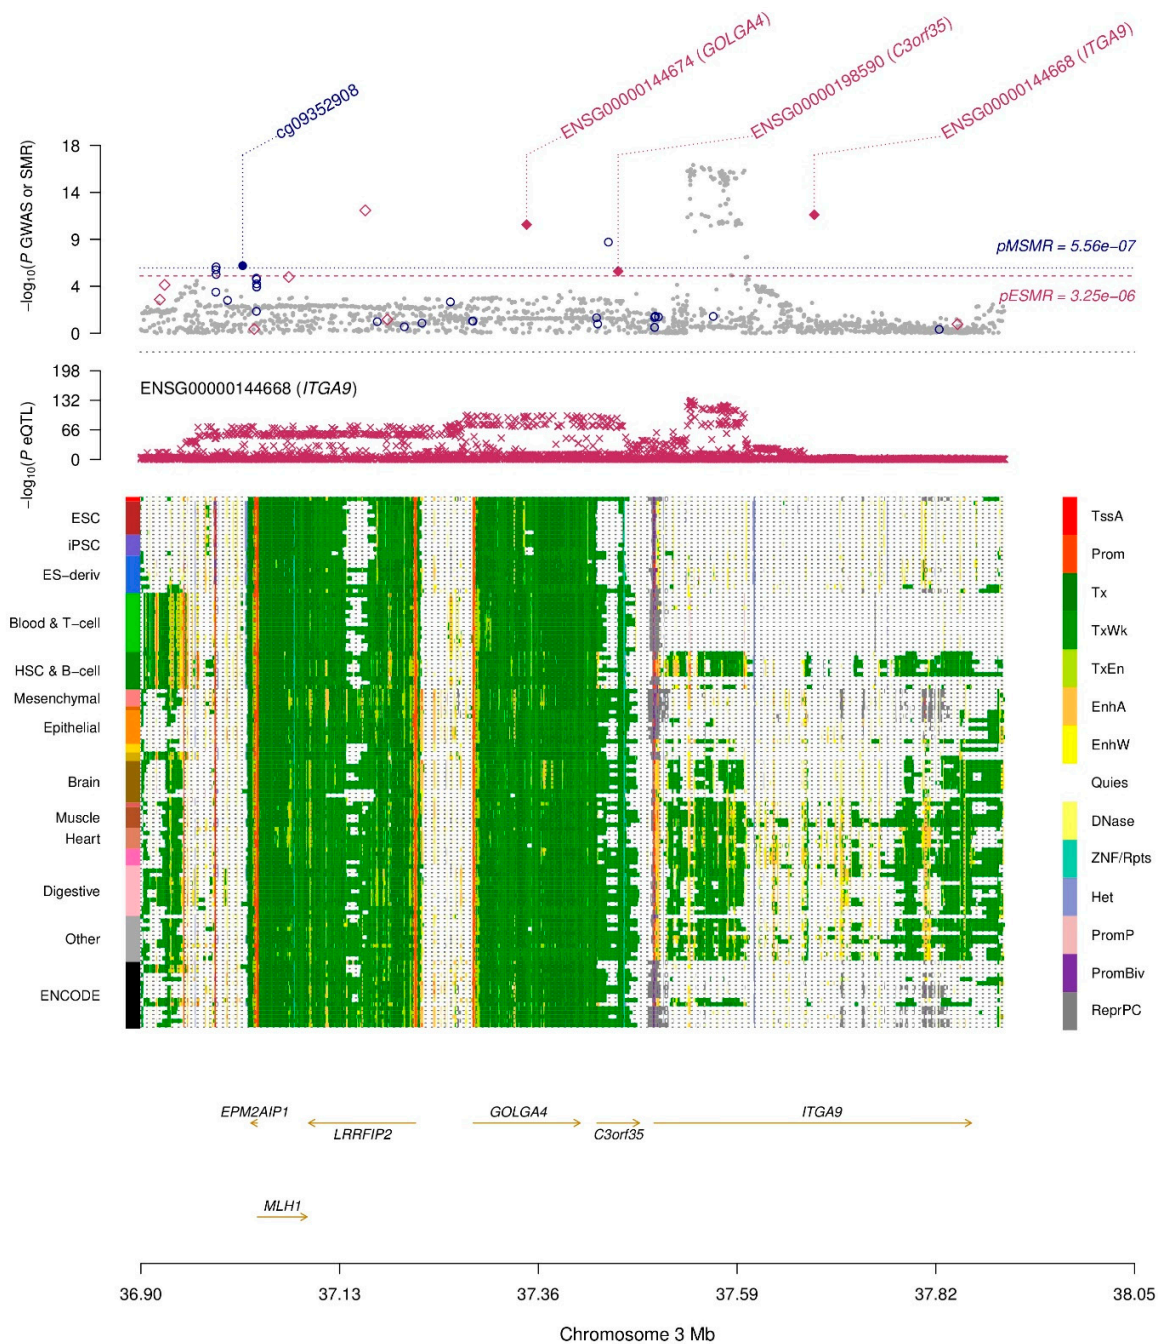 cg09352908
ENSG00000144674 (GOLGA4)
ENSG00000198590 (C3orf35)
ENSG00000144668 (ITGA9)
−log10(P GWAS or SMR)
18
14
9
4
0
pMSMR = 5.56e−07
pESMR = 3.25e−06
−log10(P eQTL)
198
132
66
0
ENSG00000144668 (ITGA9)
ESC
iPSC
ES−deriv
Blood & T−cell
HSC & B−cell
Mesenchymal
Epithelial
Brain
Muscle
Heart
Digestive
Other
ENCODE
TssA
Prom
Tx
TxWk
TxEn
EnhA
EnhW
Quies
DNase
ZNF/Rpts
Het
PromP
PromBiv
ReprPC
EPM2AIP1
GOLGA4
ITGA9
LRRFIP2
C3orf35
MLH1
36.90 37.13 37.36 37.59 37.82 38.05
Chromosome 3 Mb